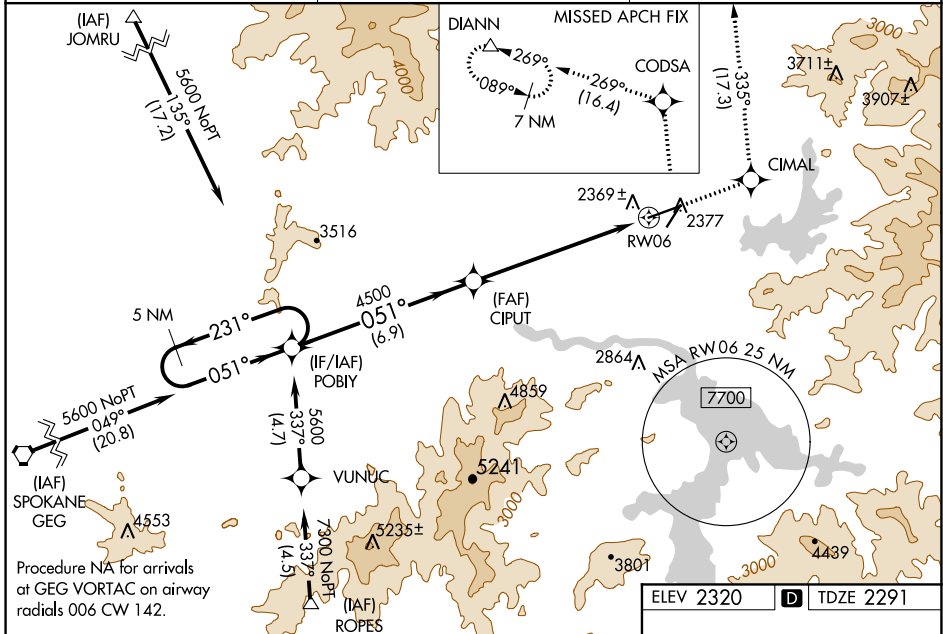 (IAF)
JOMRU
5600 NoPT
135°
(17.2)
4000
DIANN
MISSED APCH FIX
269°
089°
7 NM
269°
(16.4)
CODSA
335°
(17.3)
3000
3711±
3907±
CIMAL
2369±
2377
RW06
3516
5 NM
231°
051°
(IF/IAF)
POBIY
4500
051°
(6.9)
(FAF)
CIPUT
5600 NoPT
049°
(20.8)
(IAF)
SPOKANE
GEG
5600
337°
(4.7)
VUNUC
7300 NoPT
337°
(4.5)
(IAF)
ROPES
4553
5235±
4859
5241
3000
2864
MSA RW06 25 NM
7700
3801
4439
3000
Procedure NA for arrivals
at GEG VORTAC on airway
radials 006 CW 142.
ELEV 2320
D
TDZE 2291